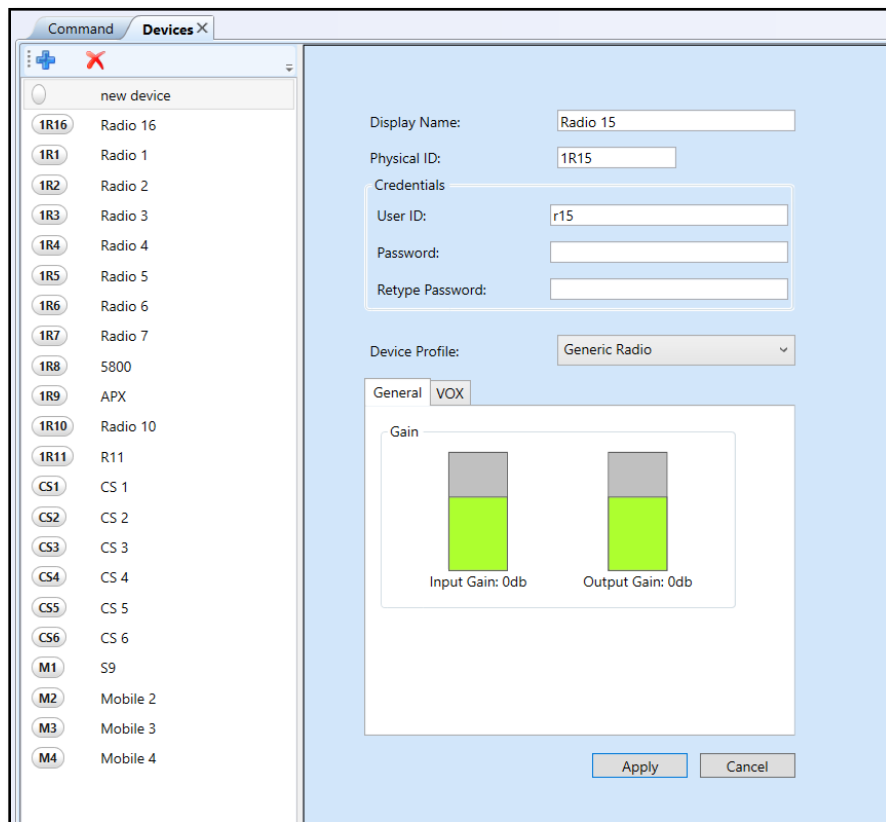 Command
Devices
new device
1R16 Radio 16
1R1 Radio 1
1R2 Radio 2
1R3 Radio 3
1R4 Radio 4
1R5 Radio 5
1R6 Radio 6
1R7 Radio 7
1R8 5800
1R9 APX
1R10 Radio 10
1R11 R11
CS1 CS 1
CS2 CS 2
CS3 CS 3
CS4 CS 4
CS5 CS 5
CS6 CS 6
M1 S9
M2 Mobile 2
M3 Mobile 3
M4 Mobile 4
Display Name: Radio 15
Physical ID: 1R15
Credentials
User ID: r15
Password:
Retype Password:
Device Profile: Generic Radio
General VOX
Gain
Input Gain: 0db Output Gain: 0db
Apply Cancel